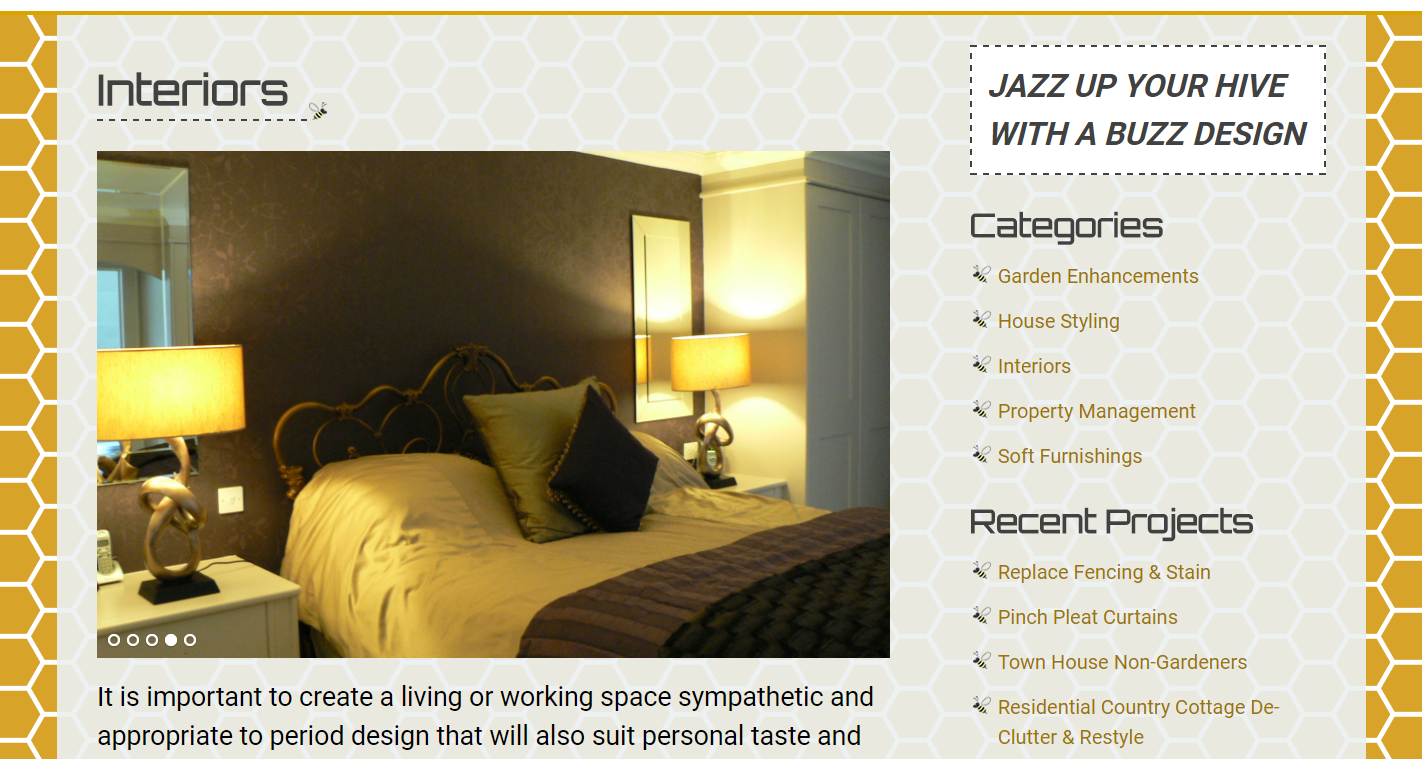 Interiors
It is important to create a living or working space sympathetic and
appropriate to period design that will also suit personal taste and
JAZZ UP YOUR HIVE
WITH A BUZZ DESIGN
Categories
Garden Enhancements
House Styling
Interiors
Property Management
Soft Furnishings
Recent Projects
Replace Fencing & Stain
Pinch Pleat Curtains
Town House Non-Gardeners
Residential Country Cottage De-
Clutter & Restyle